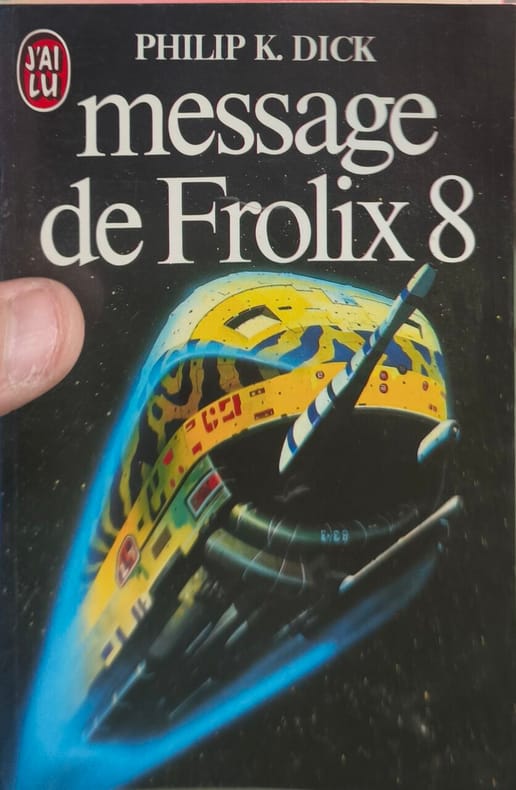 J'AI
LU
PHILIP K. DICK
message
de Frolix 8